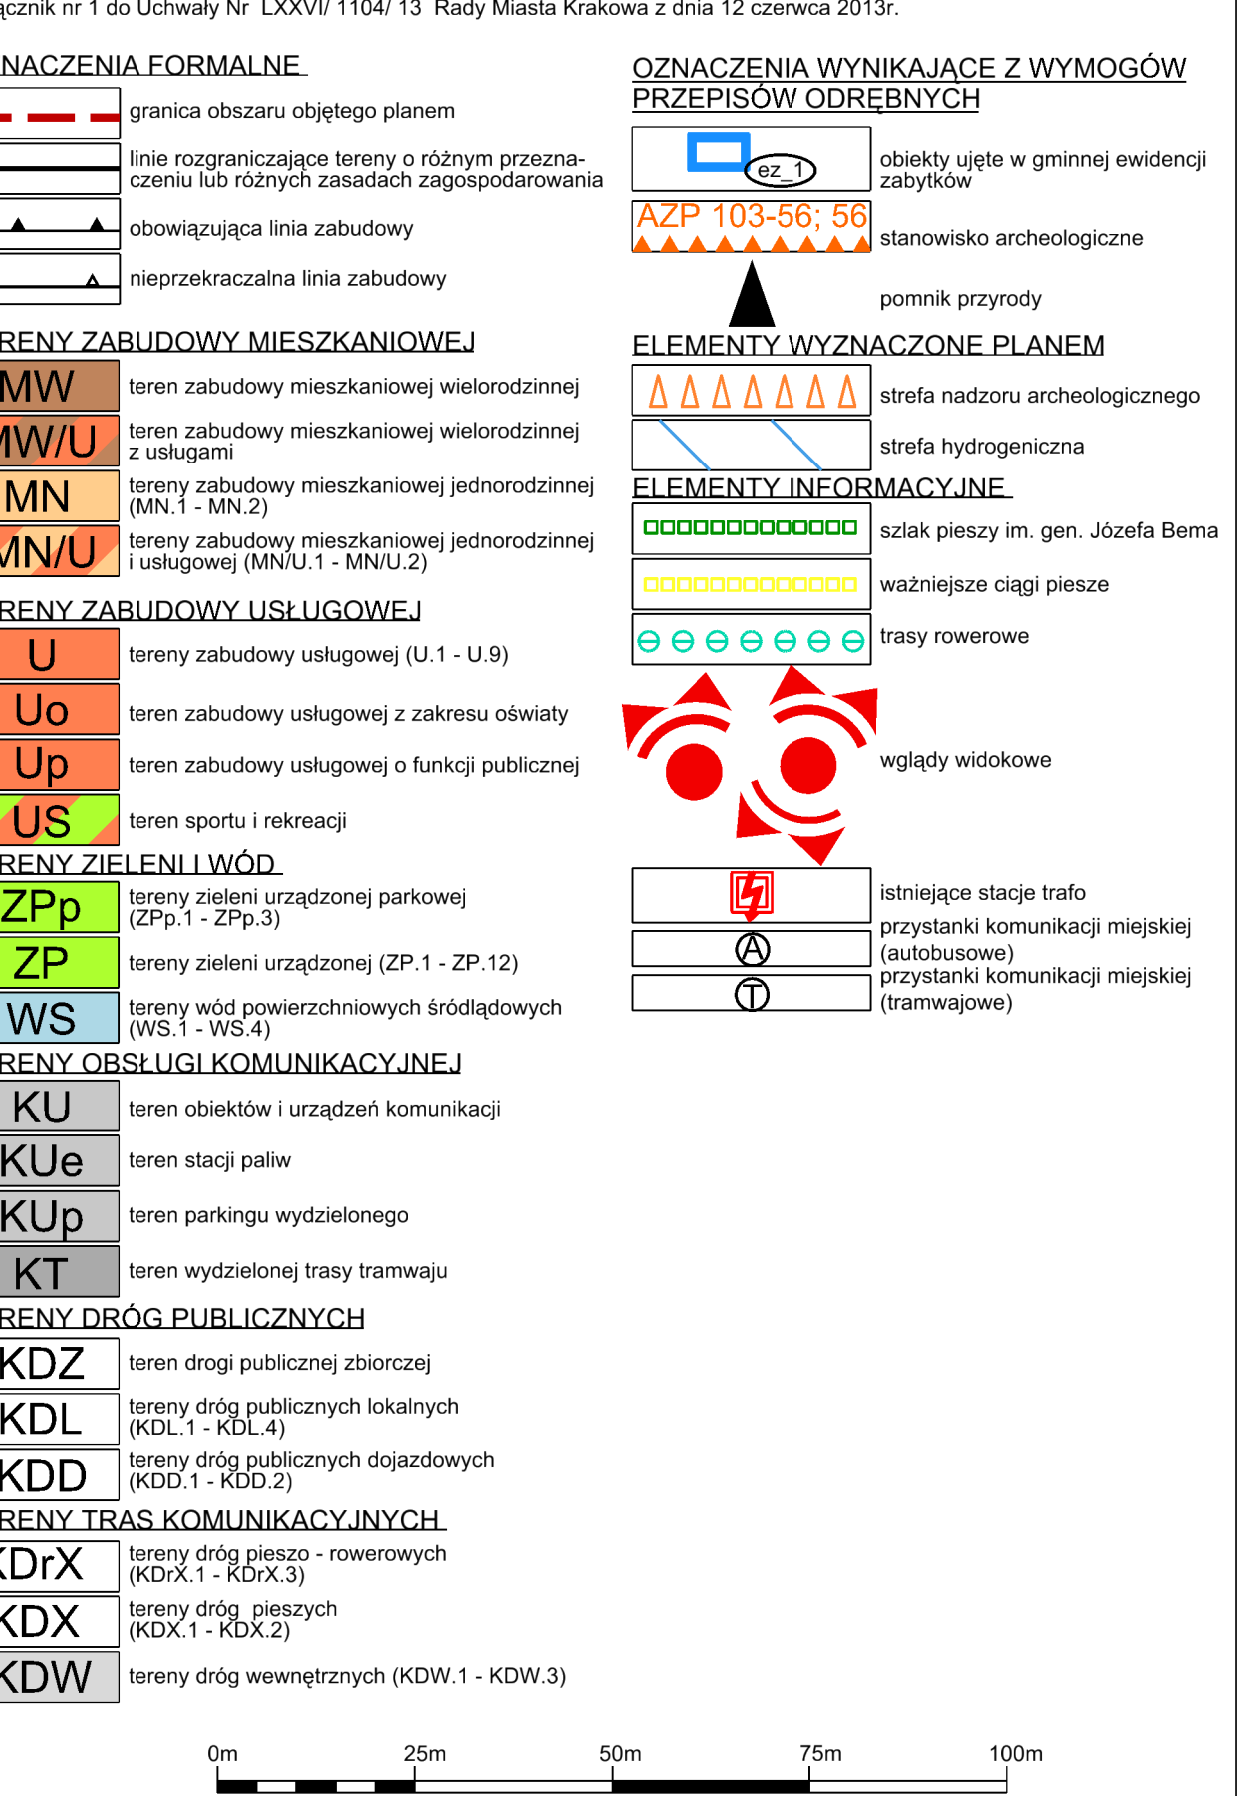 ącznik nr 1 do Uchwały Nr LXXVI/ 1104/ 13 Rady Miasta Krakowa z dnia 12 czerwca 2013r.
NACZENIA FORMALNE
granica obszaru objętego planem
linie rozgraniczające tereny o różnym przezna-
czeniu lub różnych zasadach zagospodarowania
obowiązująca linia zabudowy
nieprzekraczalna linia zabudowy
RENY ZABUDOWY MIESZKANIOWEJ
MW teren zabudowy mieszkaniowej wielorodzinnej
MW/U teren zabudowy mieszkaniowej wielorodzinnej
z usługami
MN tereny zabudowy mieszkaniowej jednorodzinnej
(MN.1 - MN.2)
MN/U tereny zabudowy mieszkaniowej jednorodzinnej
i usługowej (MN/U.1 - MN/U.2)
RENY ZABUDOWY USŁUGOWEJ
U tereny zabudowy usługowej (U.1 - U.9)
Uo teren zabudowy usługowej z zakresu oświaty
Up teren zabudowy usługowej o funkcji publicznej
US teren sportu i rekreacji
RENY ZIELENI I WÓD
ZPp tereny zieleni urządzonej parkowej
(ZPp.1 - ZPp.3)
ZP tereny zieleni urządzonej (ZP.1 - ZP.12)
WS tereny wód powierzchniowych śródlądowych
(WS.1 - WS.4)
RENY OBSŁUGI KOMUNIKACYJNEJ
KU teren obiektów i urządzeń komunikacji
KUe teren stacji paliw
KUp teren parkingu wydzielonego
KT teren wydzielonej trasy tramwaju
RENY DRÓG PUBLICZNYCH
KDZ teren drogi publicznej zbiorczej
KDL tereny dróg publicznych lokalnych
(KDL.1 - KDL.4)
KDD tereny dróg publicznych dojazdowych
(KDD.1 - KDD.2)
RENY TRAS KOMUNIKACYJNYCH
KDrX tereny dróg pieszo - rowerowych
(KDrX.1 - KDrX.3)
KDX tereny dróg pieszych
(KDX.1 - KDX.2)
KDW tereny dróg wewnętrznych (KDW.1 - KDW.3)
OZNACZENIA WYNIKAJĄCE Z WYMOGÓW
PRZEPISÓW ODRĘBNYCH
ez_1 obiekty ujęte w gminnej ewidencji
zabytków
AZP 103-56; 56
stanowisko archeologiczne
pomnik przyrody
ELEMENTY WYZNACZONE PLANEM
strefa nadzoru archeologicznego
strefa hydrogeniczna
ELEMENTY INFORMACYJNE
szlak pieszy im. gen. Józefa Bema
ważniejsze ciągi piesze
trasy rowerowe
wglądy widokowe
istniejące stacje trafo
A przystanki komunikacji miejskiej
(autobusowe)
T przystanki komunikacji miejskiej
(tramwajowe)
0m 25m 50m 75m 100m